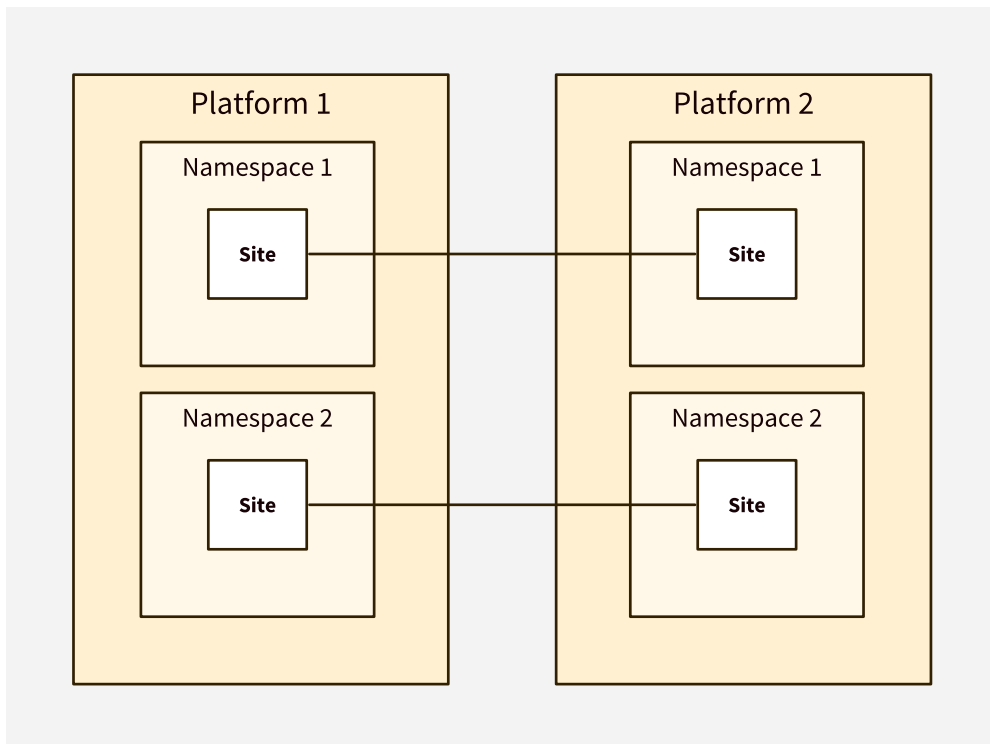 Platform 1
Namespace 1
Site
Namespace 2
Site
Platform 2
Namespace 1
Site
Namespace 2
Site